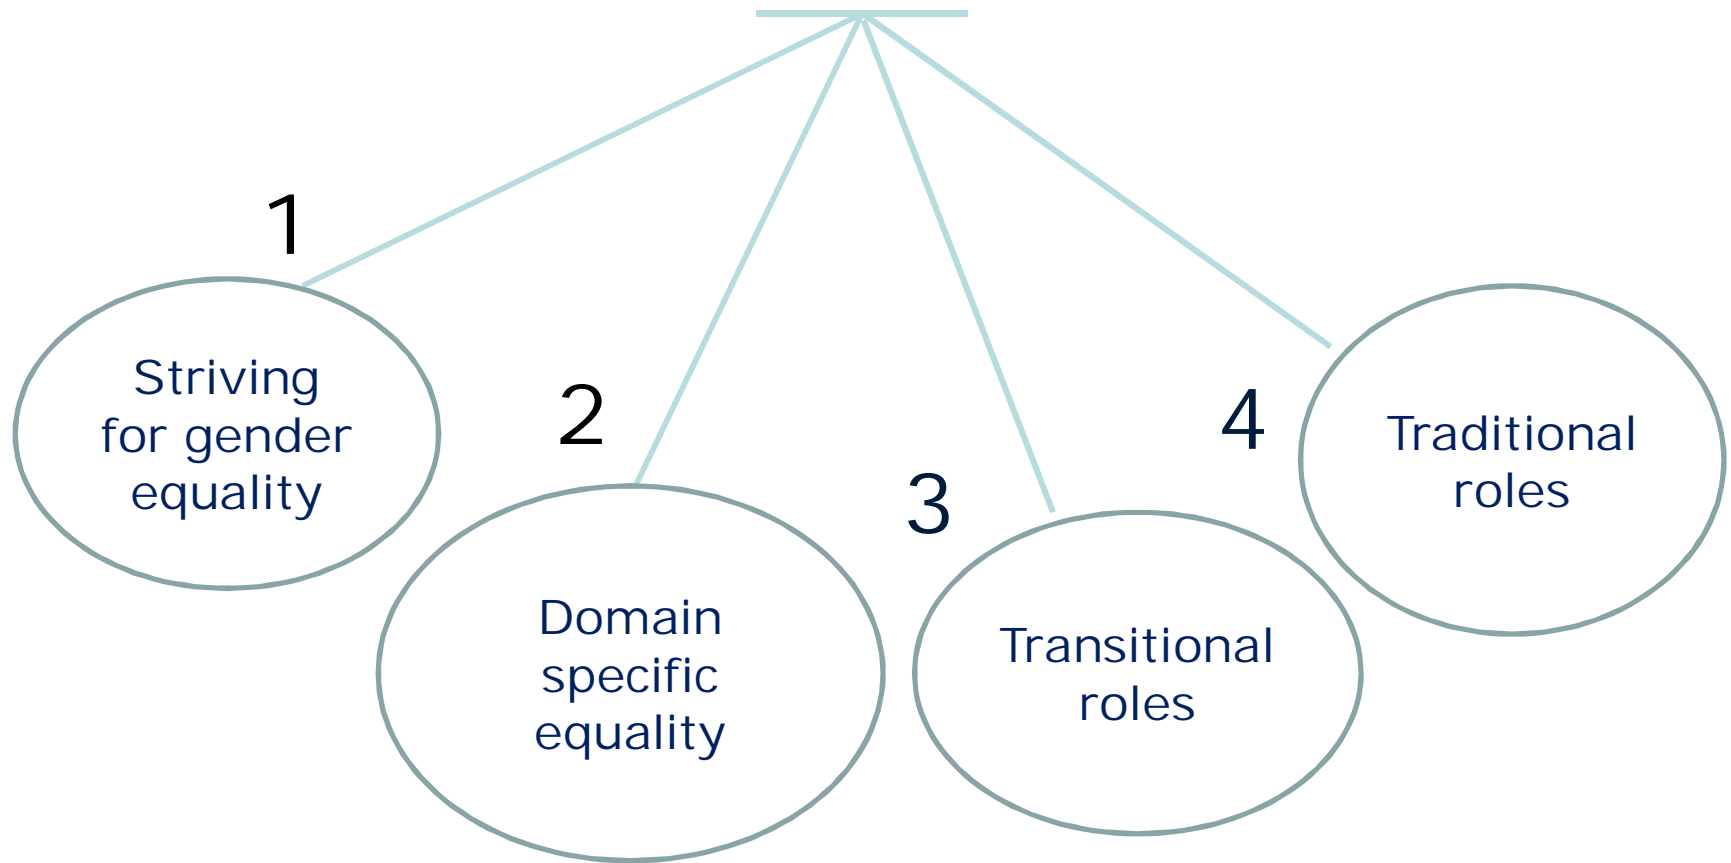 1
Striving
for gender
equality
2
Domain
specific
equality
3
Transitional
roles
4
Traditional
roles